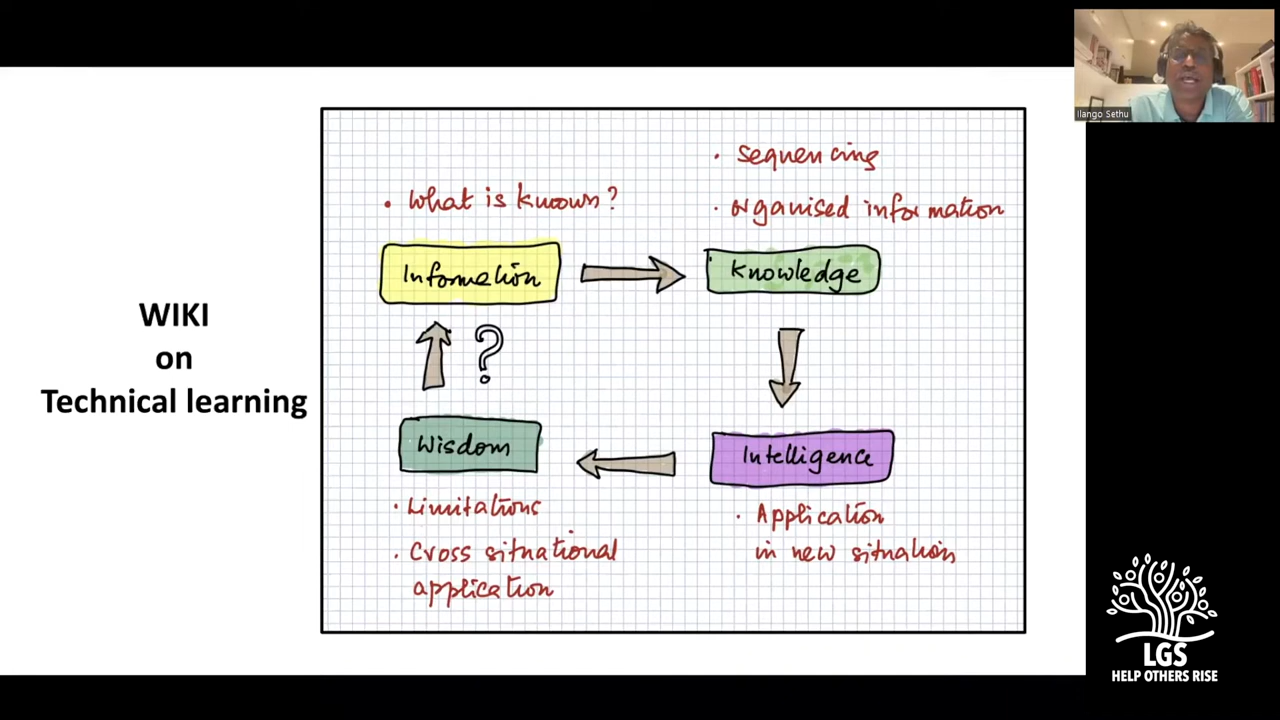 Ilango Sethu
WIKI
on
Technical learning
• What is known?
• Sequencing
• Organised information
Information
Knowledge
?
Wisdom
Intelligence
• Limitations
• Cross situational
application
• Application
in new situation
LGS
HELP OTHERS RISE